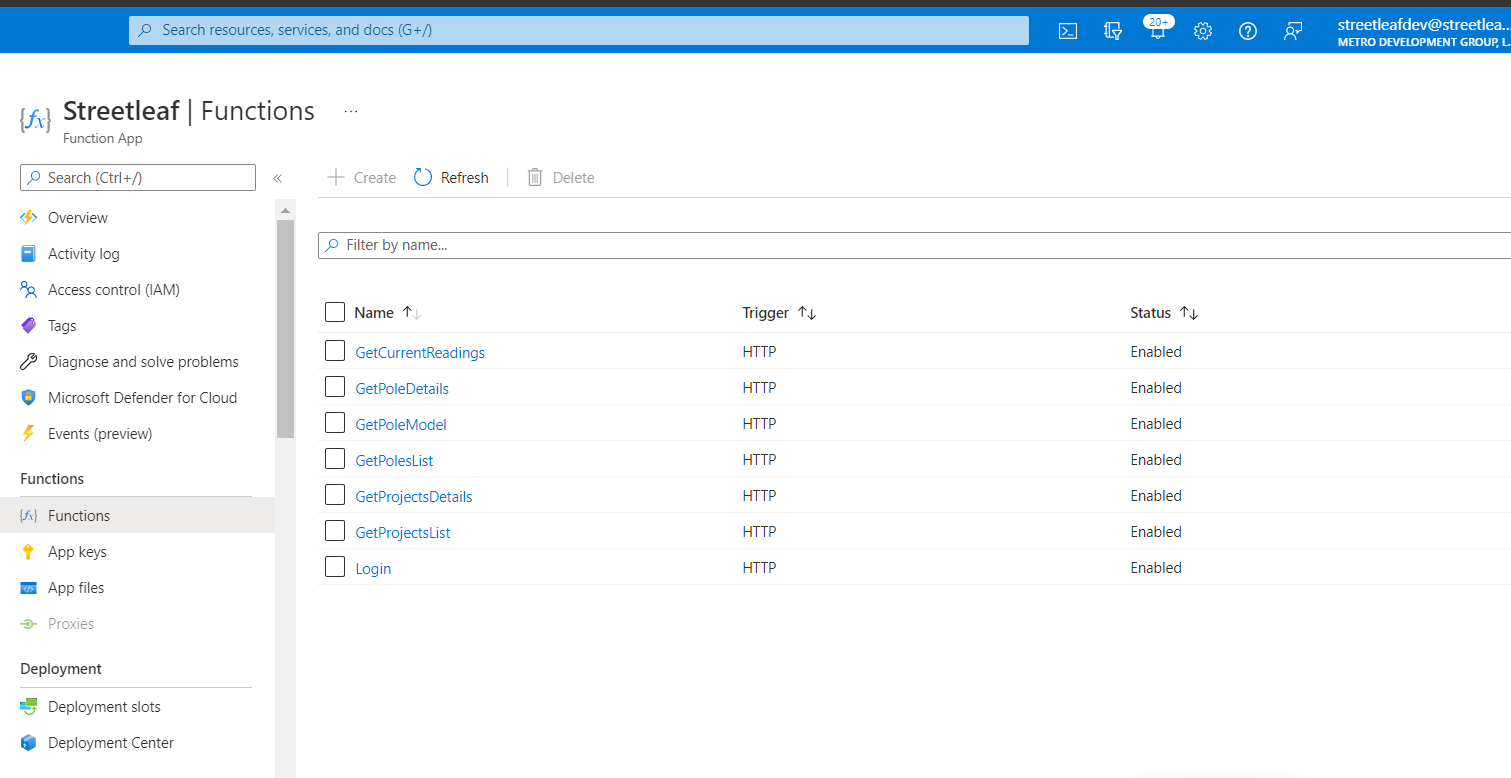 Search resources, services, and docs (G+/)
20+
streetleafdev@streetlea...
METRO DEVELOPMENT GROUP, L...
Streetleaf | Functions ...
Function App
Search (Ctrl+/)
«
Create Refresh Delete
Overview
Activity log
Access control (IAM)
Tags
Diagnose and solve problems
Microsoft Defender for Cloud
Events (preview)
Functions
Functions
App keys
App files
Proxies
Deployment
Deployment slots
Deployment Center
Filter by name...
Name Trigger Status
GetCurrentReadings HTTP Enabled
GetPoleDetails HTTP Enabled
GetPoleModel HTTP Enabled
GetPolesList HTTP Enabled
GetProjectsDetails HTTP Enabled
GetProjectsList HTTP Enabled
Login HTTP Enabled